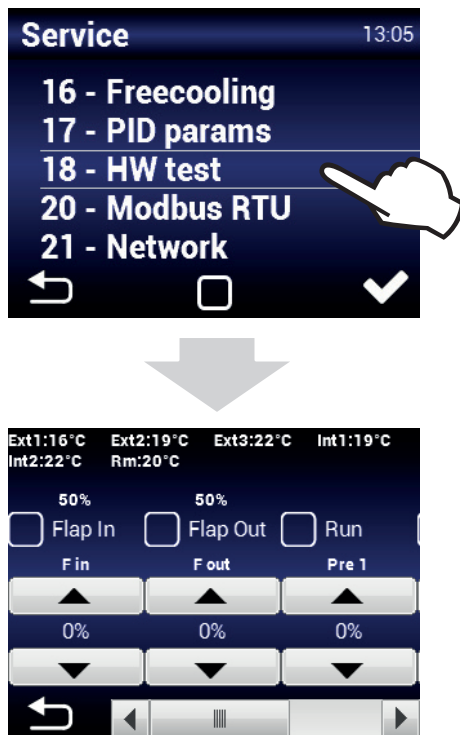 Service 13:05
16 - Freecooling
17 - PID params
18 - HW test
20 - Modbus RTU
21 - Network
Ext1:16°C Ext2:19°C Ext3:22°C Int1:19°C
Int2:22°C Rm:20°C
50% 50%
Flap In Flap Out Run
F in F out Pre 1
0% 0% 0%